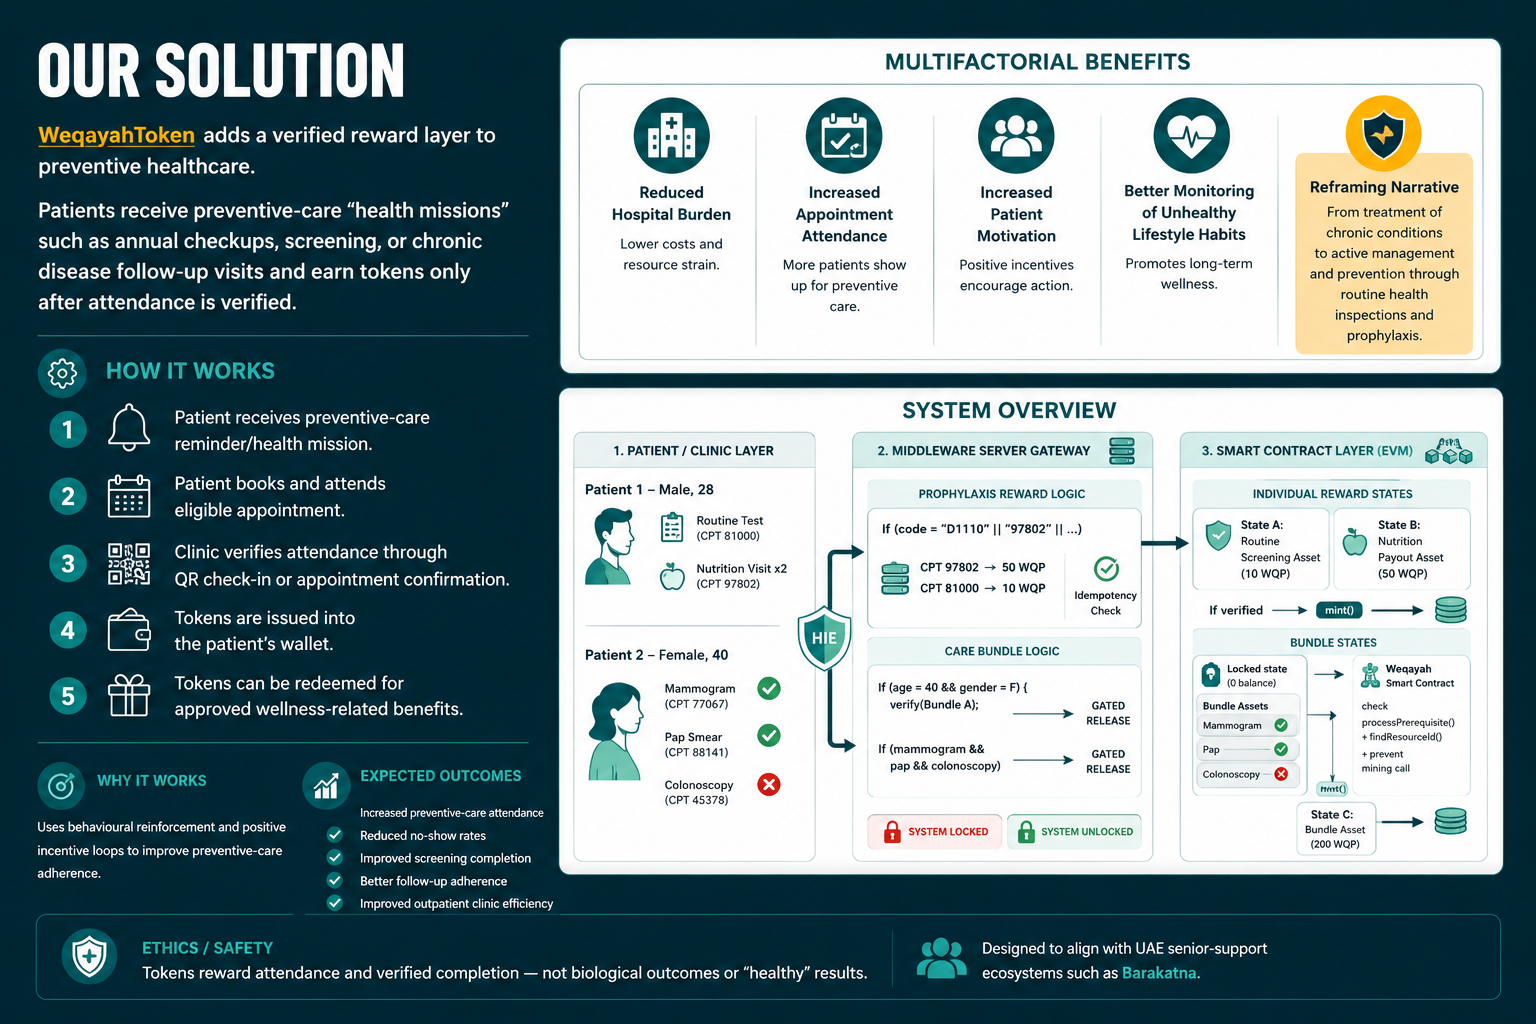 OUR SOLUTION
WeqayahToken adds a verified reward layer to
preventive healthcare.
Patients receive preventive-care “health missions”
such as annual checkups, screening, or chronic
disease follow-up visits and earn tokens only
after attendance is verified.
HOW IT WORKS
1
Patient receives preventive-care
reminder/health mission.
2
Patient books and attends
eligible appointment.
3
Clinic verifies attendance through
QR check-in or appointment confirmation.
4
Tokens are issued into
the patient's wallet.
5
Tokens can be redeemed for
approved wellness-related benefits.
WHY IT WORKS
Uses behavioural reinforcement and positive
incentive loops to improve preventive-care
adherence.
EXPECTED OUTCOMES
Increased preventive-care attendance
Reduced no-show rates
Improved screening completion
Better follow-up adherence
Improved outpatient clinic efficiency
MULTIFACTORIAL BENEFITS
Reduced
Hospital Burden
Lower costs and
resource strain.
Increased
Appointment
Attendance
More patients show
up for preventive
care.
Increased
Patient
Motivation
Positive incentives
encourage action.
Better Monitoring
of Unhealthy
Lifestyle Habits
Promotes long-term
wellness.
Reframing Narrative
From treatment of
chronic conditions
to active management
and prevention through
routine health
inspections and
prophylaxis.
SYSTEM OVERVIEW
1. PATIENT / CLINIC LAYER
Patient 1 – Male, 28
Routine Test
(CPT 81000)
Nutrition Visit x2
(CPT 97802)
Patient 2 – Female, 40
Mammogram
(CPT 77067)
Pap Smear
(CPT 88141)
Colonoscopy
(CPT 45378)
HIE
2. MIDDLEWARE SERVER GATEWAY
PROPHYLAXIS REWARD LOGIC
If (code = “D1110” || “97802” || ...)
CPT 97802 → 50 WQP
CPT 81000 → 10 WQP
Idempotency
Check
CARE BUNDLE LOGIC
If (age = 40 && gender = F) {
verify(Bundle A);
GATED
RELEASE
If (mammogram &&
pap && colonoscopy)
GATED
RELEASE
SYSTEM LOCKED
SYSTEM UNLOCKED
3. SMART CONTRACT LAYER (EVM)
INDIVIDUAL REWARD STATES
State A:
Routine
Screening Asset
(10 WQP)
State B:
Nutrition
Payout Asset
(50 WQP)
If verified
mint()
BUNDLE STATES
Locked state
(0 balance)
Bundle Assets
Mammogram
Pap
Colonoscopy
Weqayah
Smart Contract
check
processPrerequisite()
+ findResourceId()
+ prevent
mining call
State C:
Bundle Asset
(200 WQP)
ETHICS / SAFETY
Tokens reward attendance and verified completion — not biological outcomes or “healthy” results.
Designed to align with UAE senior-support
ecosystems such as Barakatna.